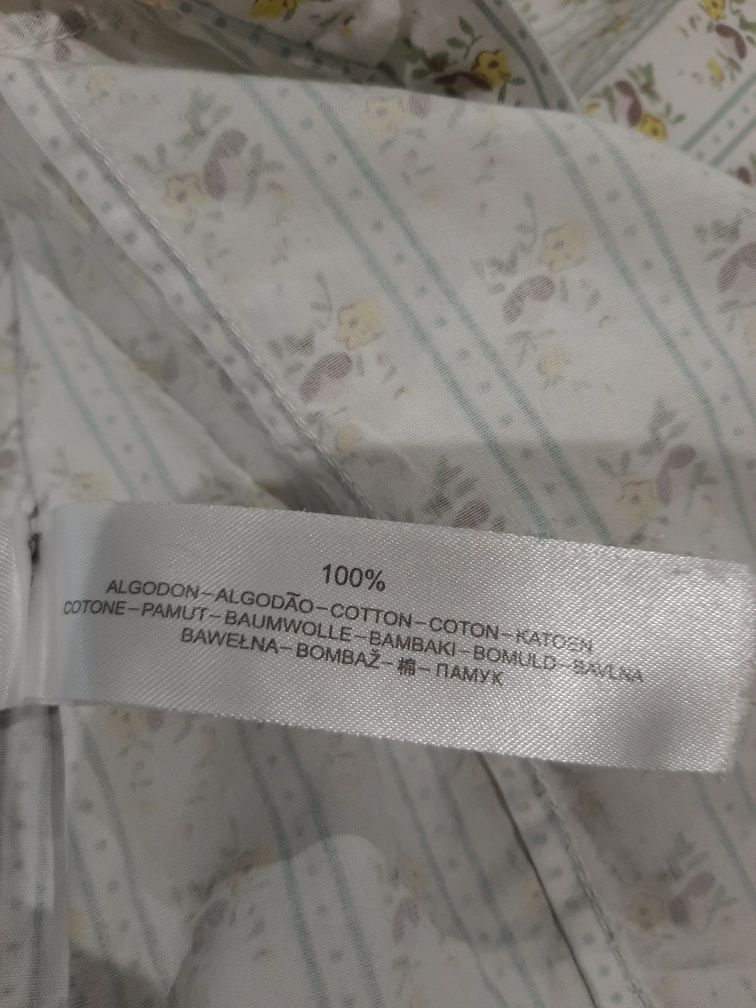 100%
ALGODON-ALGODÃO-COTTON-COTON-KATOEN
COTONE-PAMUT-BAUMWOLLE-BAMBAKI-BOMULD-BAVLNA
BAWEŁNA-BOMBAŽ-棉-ПАМУК